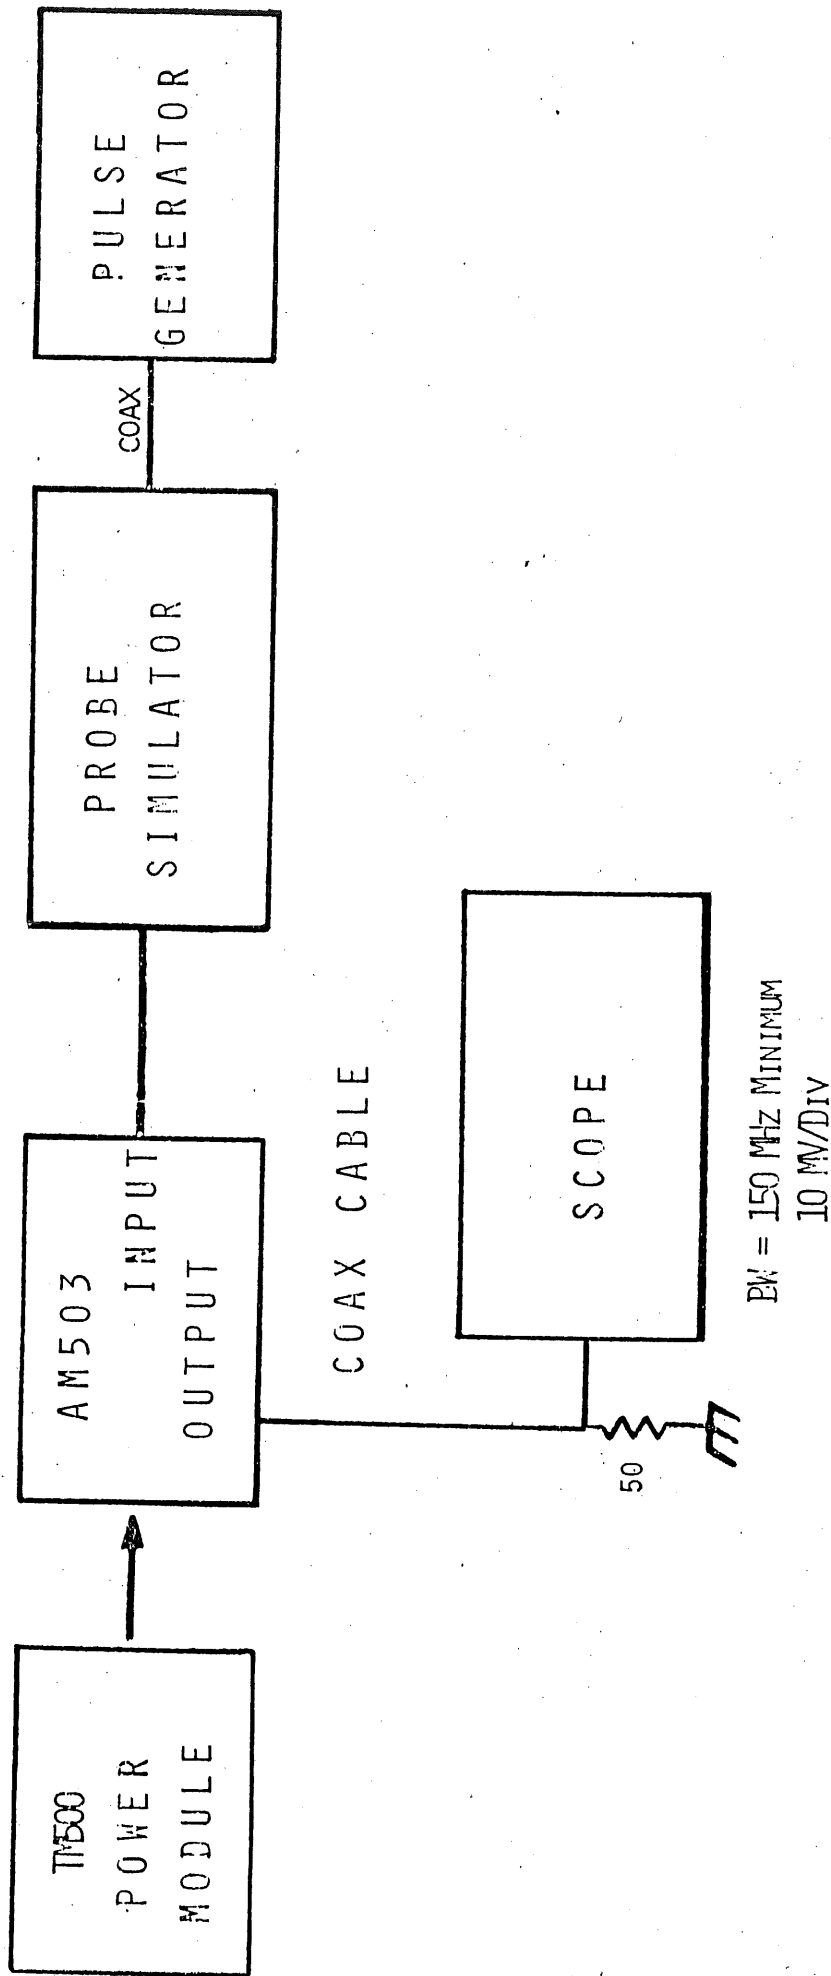 TM500
POWER
MODULE
AM503
INPUT
OUTPUT
PROBE
SIMULATOR
COAX
PULSE
GENERATOR
COAX CABLE
50
SCOPE
BW = 150 MHz MINIMUM
10 MV/DIV